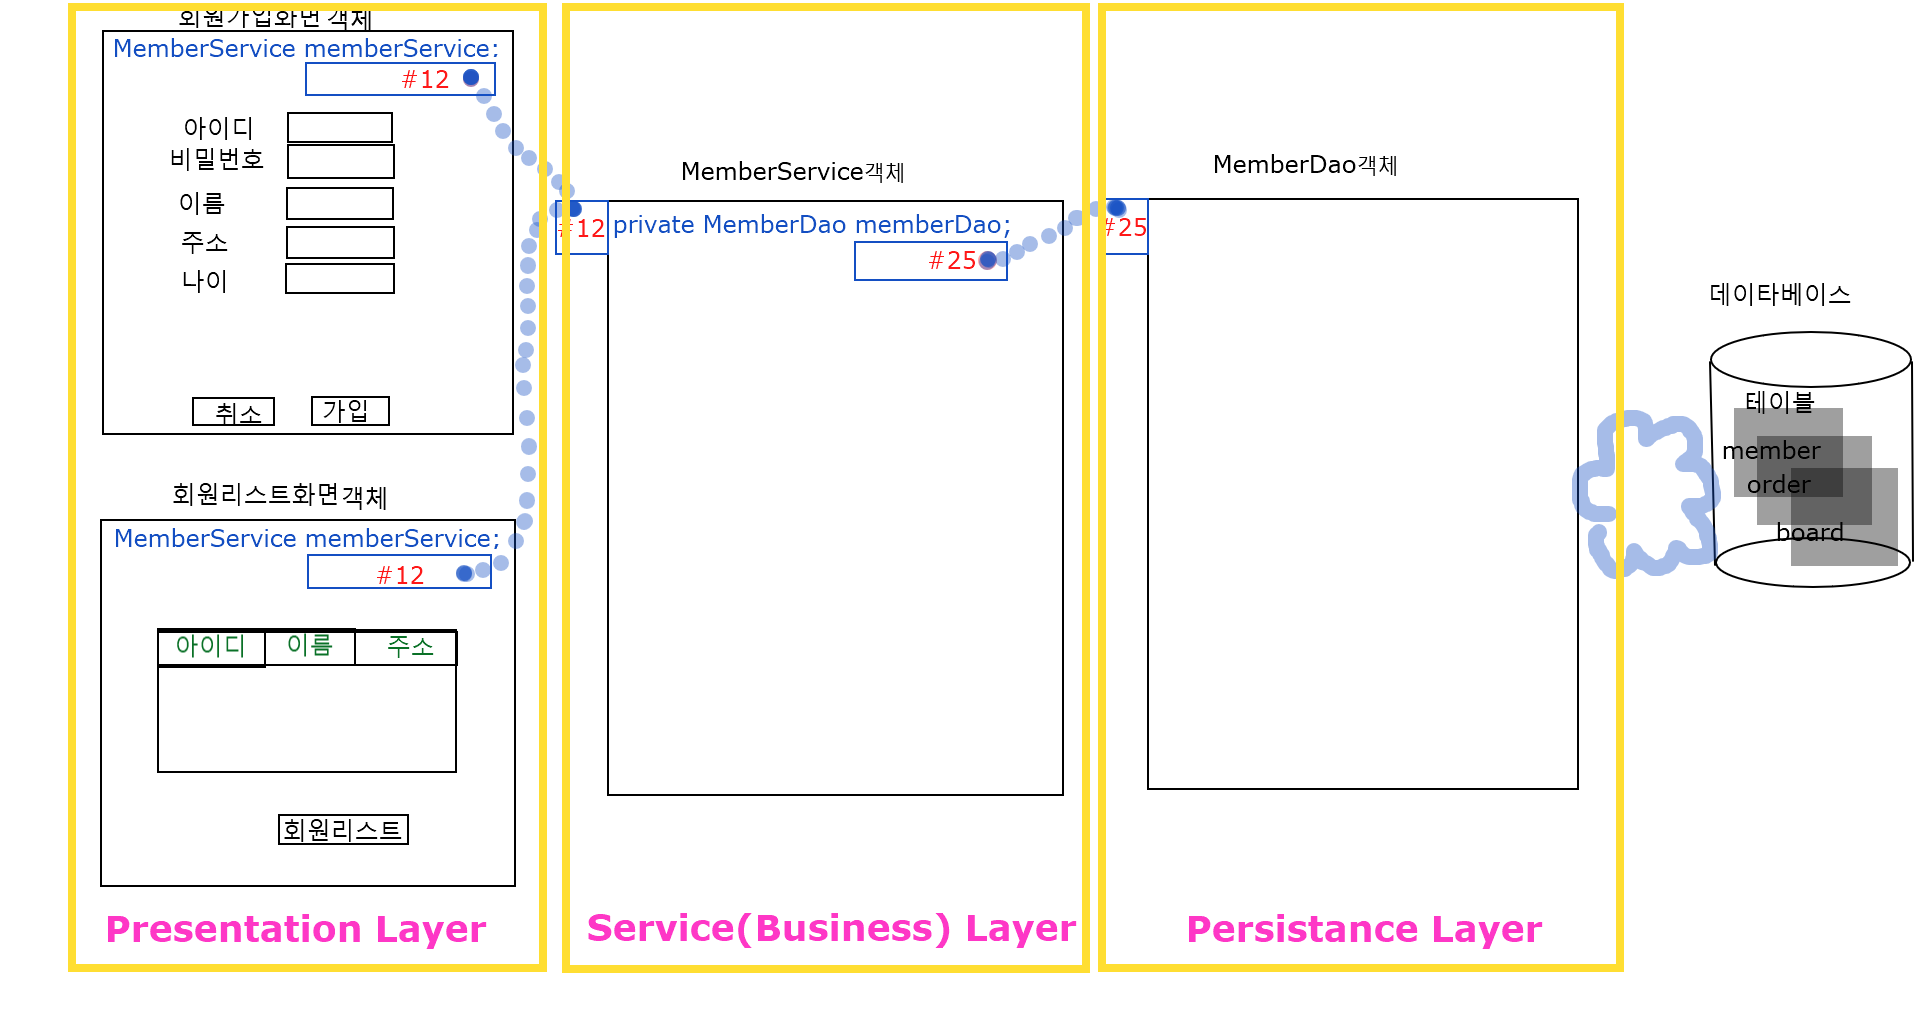 회원가입화면 객체
MemberService memberService;
#12
아이디
비밀번호
이름
주소
나이
취소
가입
회원리스트화면객체
MemberService memberService;
#12
아이디
이름
주소
회원리스트
Presentation Layer
MemberService객체
#12
private MemberDao memberDao;
#25
Service(Business) Layer
MemberDao객체
#25
Persistance Layer
데이타베이스
테이블
member
order
board